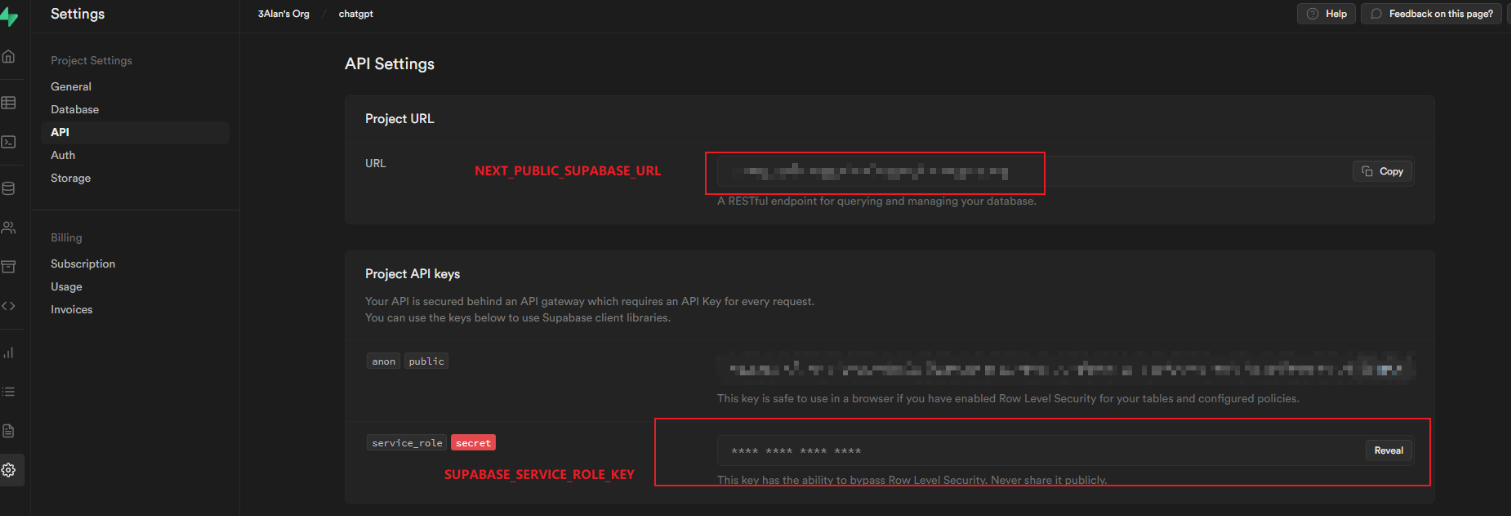 Settings
3Alan's Org / chatgpt
Help
Feedback on this page?
Project Settings
General
Database
API
Auth
Storage
Billing
Subscription
Usage
Invoices
API Settings
Project URL
URL
NEXT_PUBLIC_SUPABASE_URL
Copy
A RESTful endpoint for querying and managing your database.
Project API keys
Your API is secured behind an API gateway which requires an API Key for every request.
You can use the keys below to use Supabase client libraries.
anon public
This key is safe to use in a browser if you have enabled Row Level Security for your tables and configured policies.
service_role secret
**** **** **** ****
Reveal
SUPABASE_SERVICE_ROLE_KEY
This key has the ability to bypass Row Level Security. Never share it publicly.